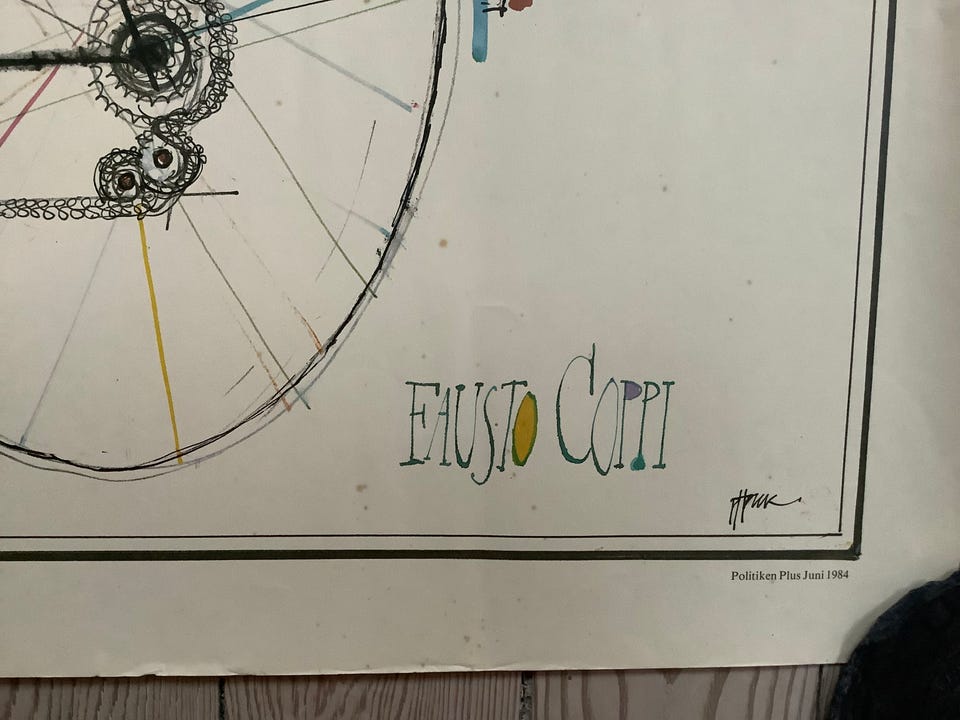 FAUSTO COPPI
Politiken Plus Juni 1984